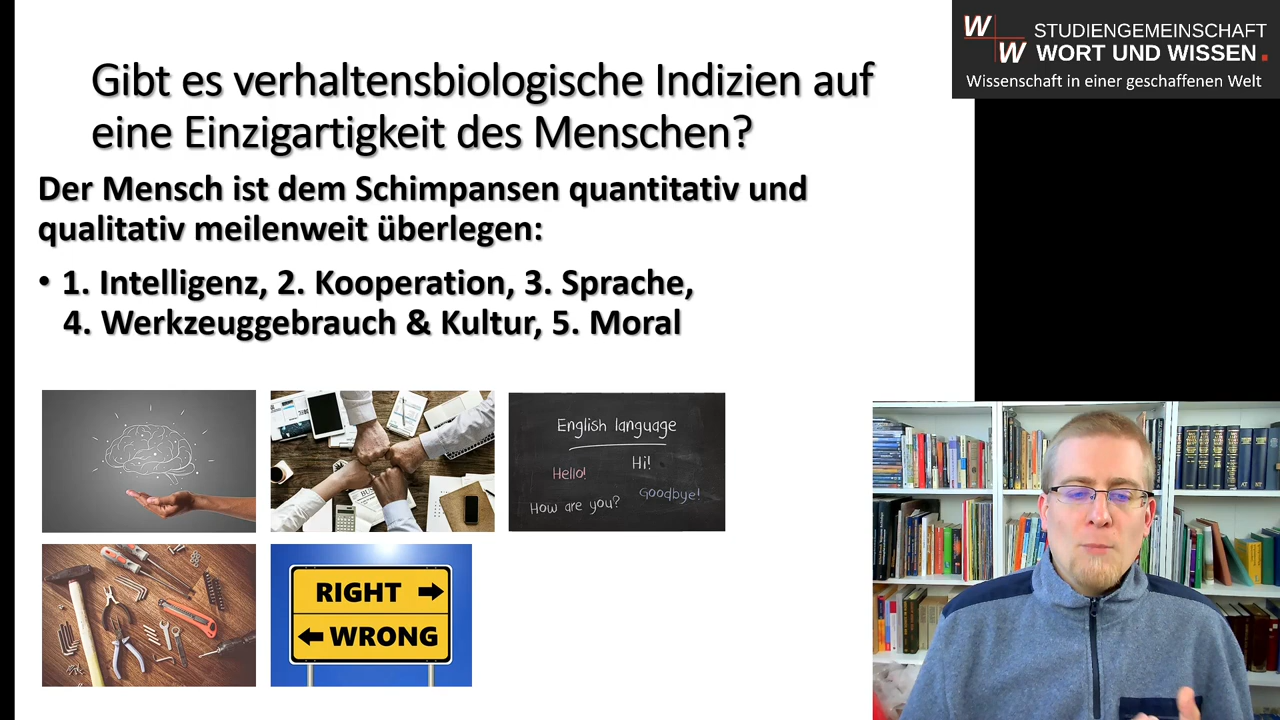 W
W
STUDIENGEMEINSCHAFT
WORT UND WISSEN.
Wissenschaft in einer geschaffenen Welt
Gibt es verhaltensbiologische Indizien auf
eine Einzigartigkeit des Menschen?
Der Mensch ist dem Schimpansen quantitativ und
qualitativ meilenweit überlegen:
• 1. Intelligenz, 2. Kooperation, 3. Sprache,
4. Werkzeuggebrauch & Kultur, 5. Moral
English language
Hello!
Hi!
How are you?
Goodbye!
RIGHT
WRONG